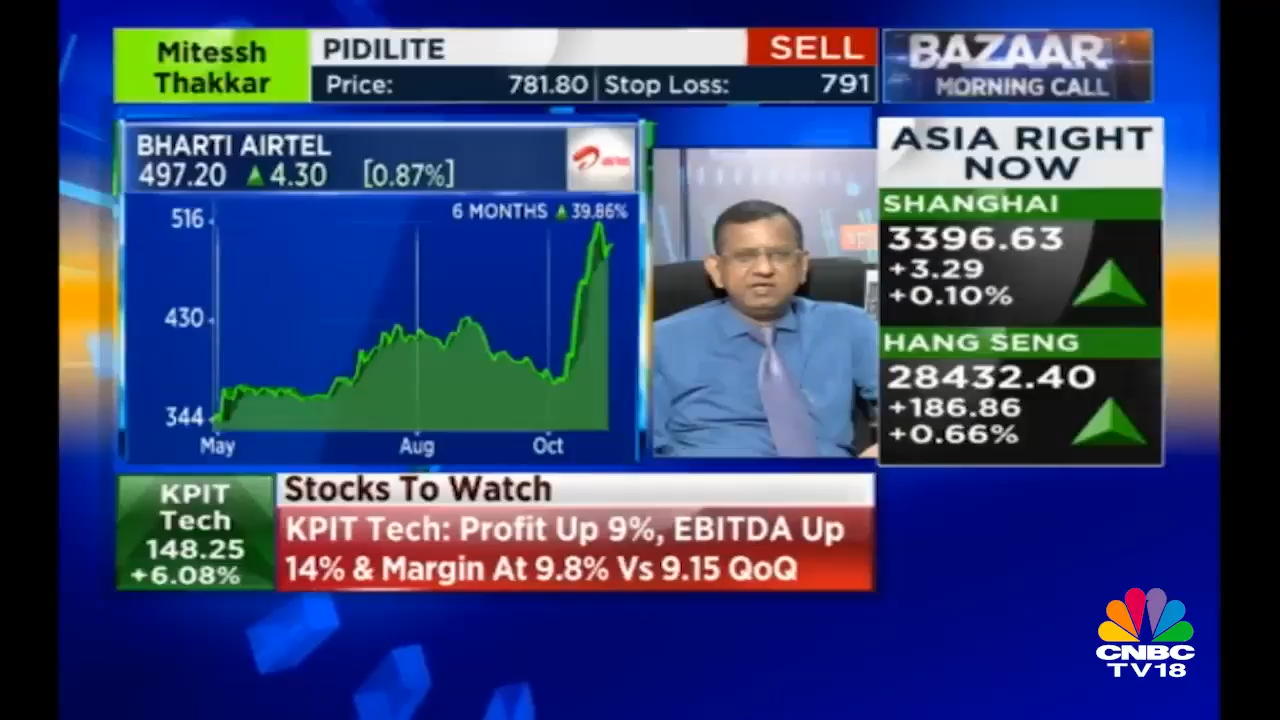 Mitessh
Thakkar
PIDILITE
SELL
Price: 781.80
Stop Loss: 791
BAZAAR
MORNING CALL
BHARTI AIRTEL
497.20 ▲ 4.30 [0.87%]
6 MONTHS ▲ 39.86%
516
430
344
May Aug Oct
ASIA RIGHT
NOW
SHANGHAI
3396.63
+3.29
+0.10%
HANG SENG
28432.40
+186.86
+0.66%
KPIT
Tech
148.25
+6.08%
Stocks To Watch
KPIT Tech: Profit Up 9%, EBITDA Up
14% & Margin At 9.8% Vs 9.15 QoQ
CNBC
TV18